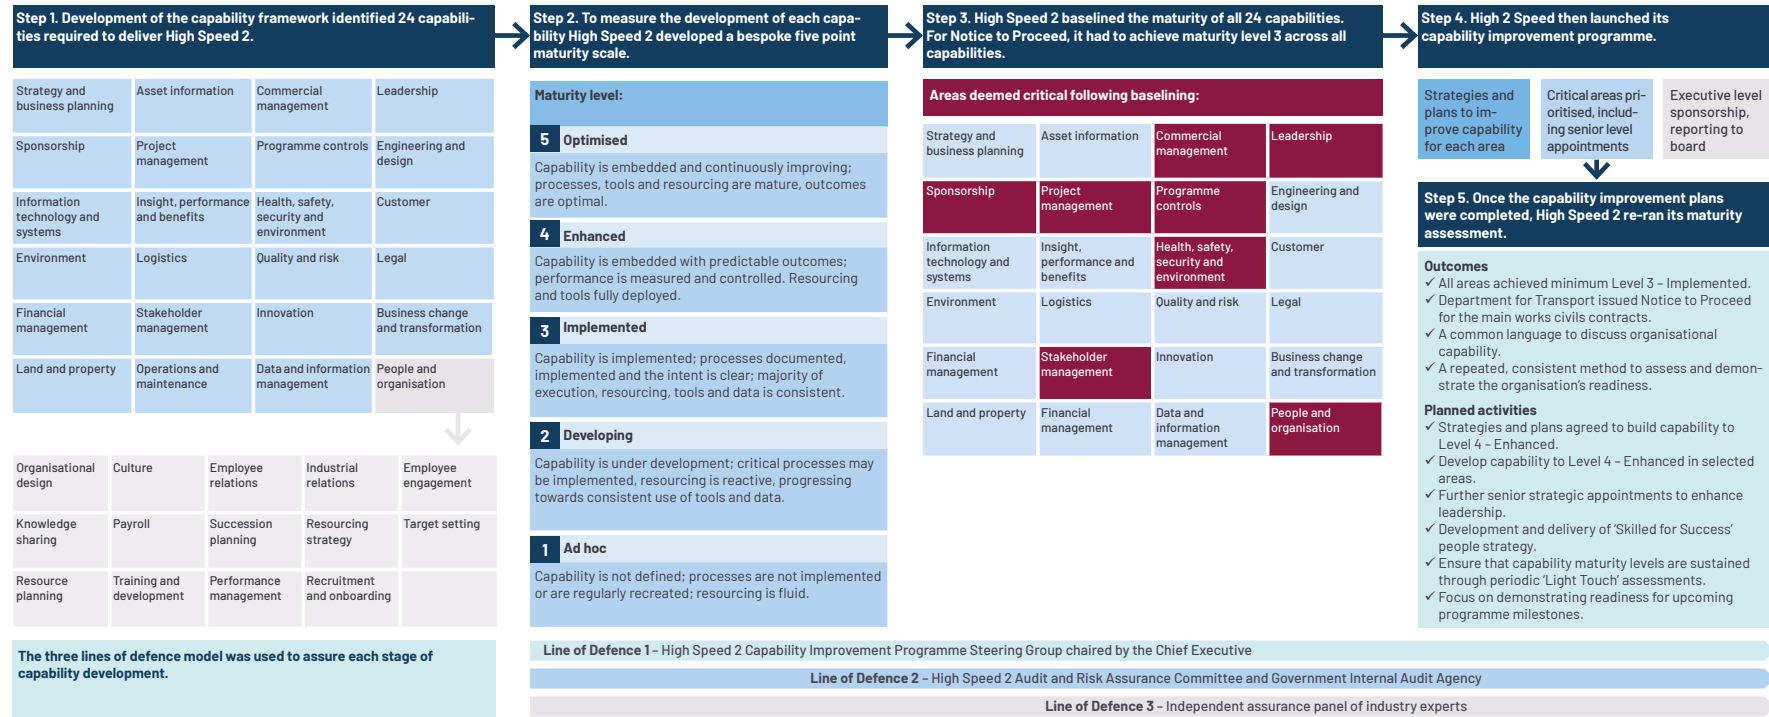 Step 1. Development of the capability framework identified 24 capabili-
ties required to deliver High Speed 2.
Strategy and
business planning
Asset information
Commercial
management
Leadership
Sponsorship
Project
management
Programme controls
Engineering and
design
Information
technology and
systems
Insight, performance
and benefits
Health, safety,
security and
environment
Customer
Environment
Logistics
Quality and risk
Legal
Financial
management
Stakeholder
management
Innovation
Business change
and transformation
Land and property
Operations and
maintenance
Data and information
management
People and
organisation
Organisational
design
Culture
Employee
relations
Industrial
relations
Employee
engagement
Knowledge
sharing
Payroll
Succession
planning
Resourcing
strategy
Target setting
Resource
planning
Training and
development
Performance
management
Recruitment
and onboarding
The three lines of defence model was used to assure each stage of
capability development.
Step 2. To measure the development of each capa-
bility High Speed 2 developed a bespoke five point
maturity scale.
Maturity level:
5 Optimised
Capability is embedded and continuously improving;
processes, tools and resourcing are mature, outcomes
are optimal.
4 Enhanced
Capability is embedded with predictable outcomes;
performance is measured and controlled. Resourcing
and tools fully deployed.
3 Implemented
Capability is implemented; processes documented,
implemented and the intent is clear; majority of
execution, resourcing, tools and data is consistent.
2 Developing
Capability is under development; critical processes may
be implemented, resourcing is reactive, progressing
towards consistent use of tools and data.
1 Ad hoc
Capability is not defined; processes are not implemented
or are regularly recreated; resourcing is fluid.
Step 3. High Speed 2 baselined the maturity of all 24 capabilities.
For Notice to Proceed, it had to achieve maturity level 3 across all
capabilities.
Areas deemed critical following baselining:
Strategy and
business planning
Asset information
Commercial
management
Leadership
Sponsorship
Project
management
Programme
controls
Engineering and
design
Information
technology and
systems
Insight,
performance and
benefits
Health, safety,
security and
environment
Customer
Environment
Logistics
Quality and risk
Legal
Financial
management
Stakeholder
management
Innovation
Business change
and transformation
Land and property
Financial
management
Data and
information
management
People and
organisation
Step 4. High 2 Speed then launched its
capability improvement programme.
Strategies and
plans to im-
prove capability
for each area
Critical areas pri-
oritised, includ-
ing senior level
appointments
Executive level
sponsorship,
reporting to
board
Step 5. Once the capability improvement plans
were completed, High Speed 2 re-ran its maturity
assessment.
Outcomes
✓ All areas achieved minimum Level 3 – Implemented.
✓ Department for Transport issued Notice to Proceed
for the main works civils contracts.
✓ A common language to discuss organisational
capability.
✓ A repeated, consistent method to assess and demon-
strate the organisation's readiness.
Planned activities
✓ Strategies and plans agreed to build capability to
Level 4 – Enhanced.
✓ Develop capability to Level 4 – Enhanced in selected
areas.
✓ Further senior strategic appointments to enhance
leadership.
✓ Development and delivery of ‘Skilled for Success’
people strategy.
✓ Ensure that capability maturity levels are sustained
through periodic ‘Light Touch’ assessments.
✓ Focus on demonstrating readiness for upcoming
programme milestones.
Line of Defence 1 – High Speed 2 Capability Improvement Programme Steering Group chaired by the Chief Executive
Line of Defence 2 – High Speed 2 Audit and Risk Assurance Committee and Government Internal Audit Agency
Line of Defence 3 – Independent assurance panel of industry experts